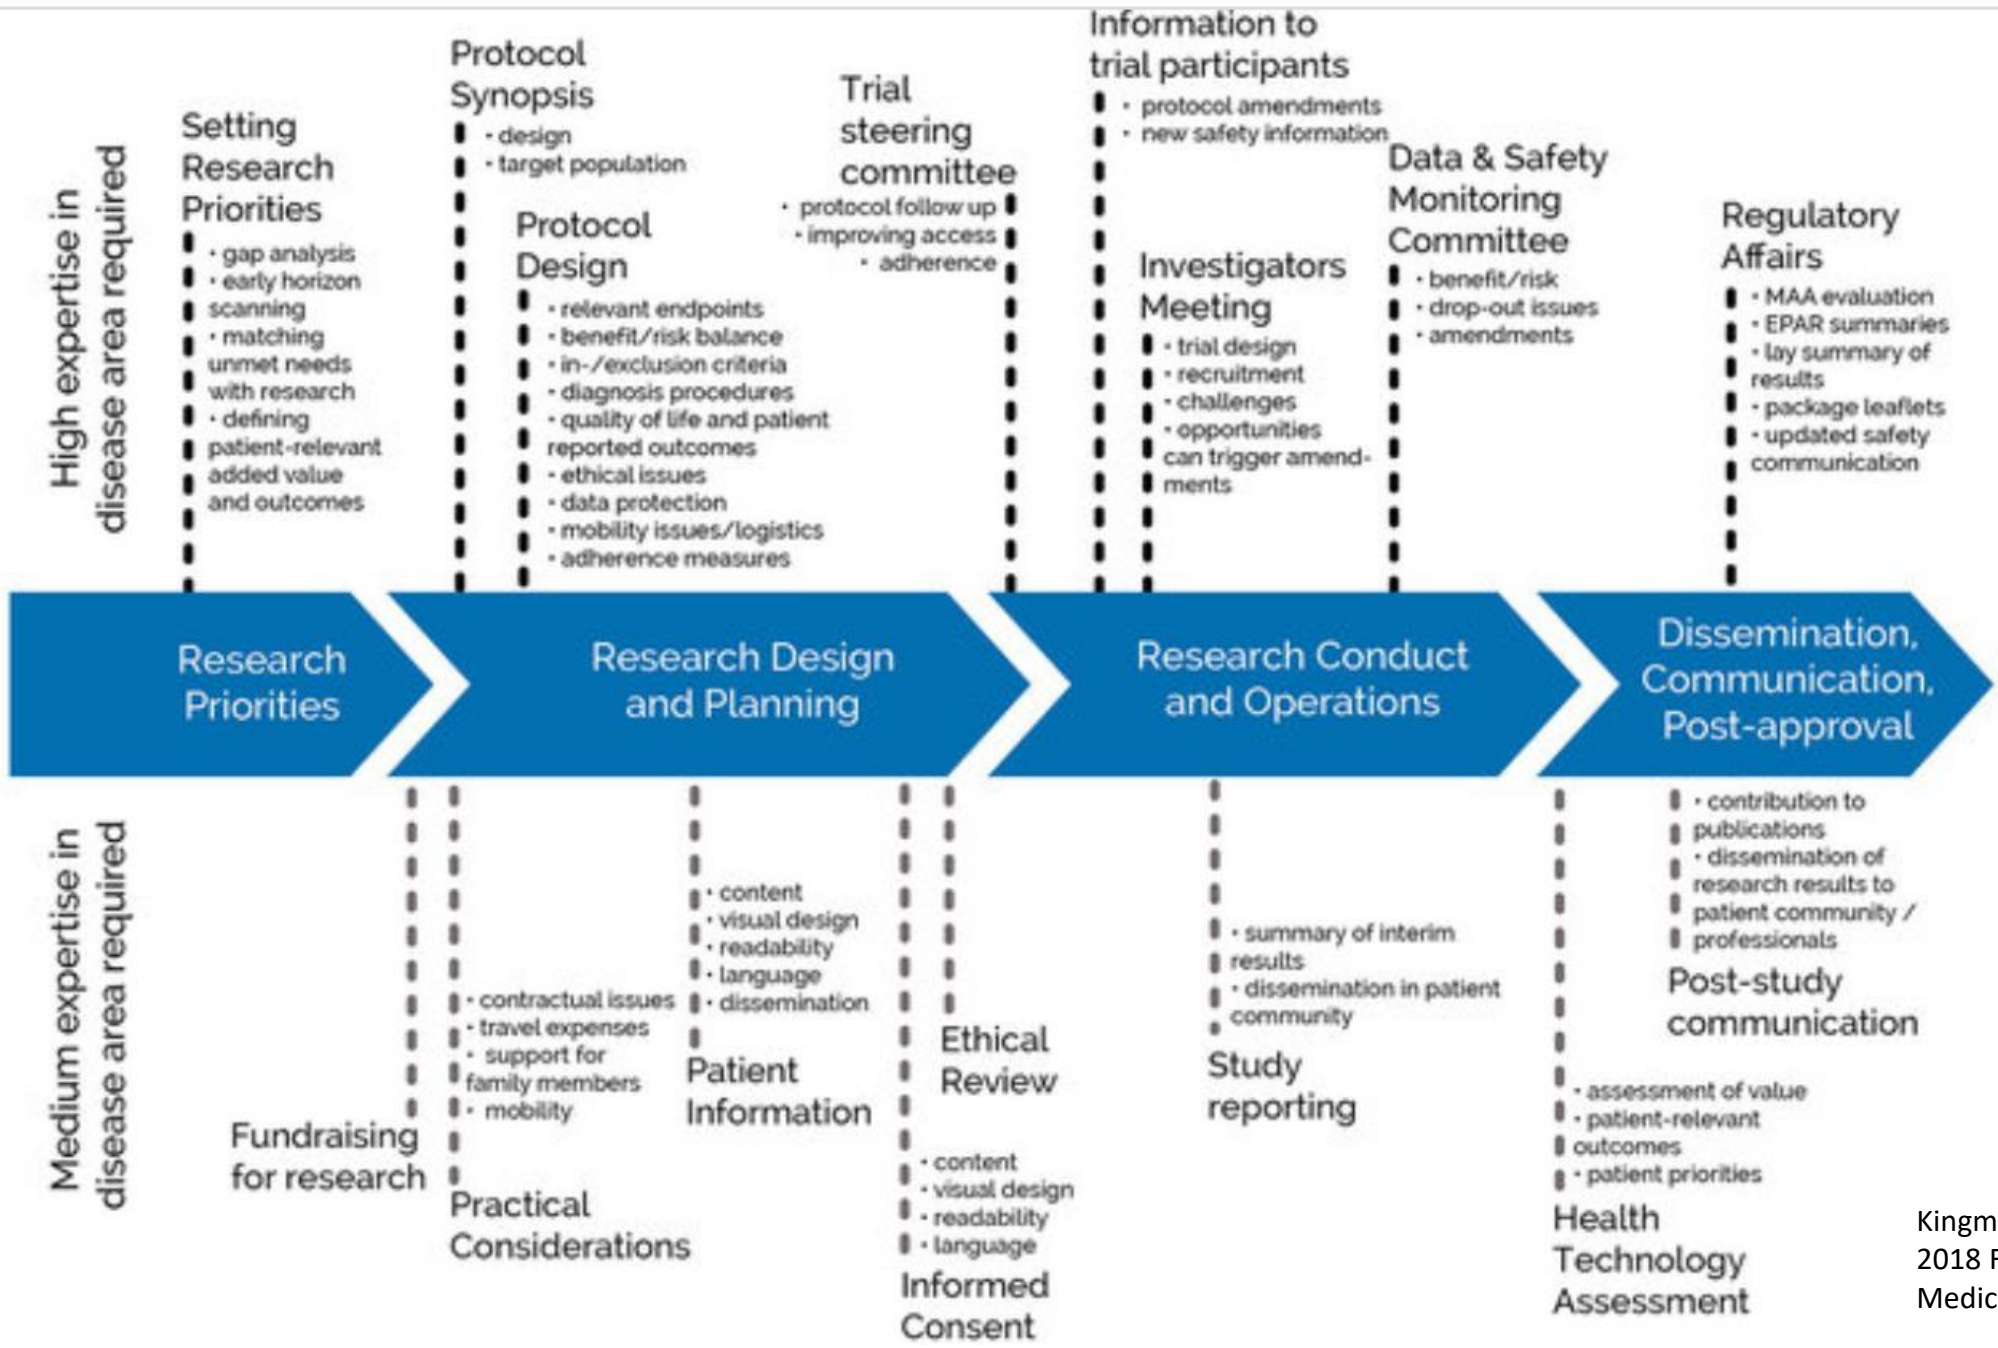 High expertise in
disease area required
Setting
Research
Priorities
• gap analysis
• early horizon
scanning
• matching
unmet needs
with research
• defining
patient-relevant
added value
and outcomes
Protocol
Synopsis
• design
• target population
Protocol
Design
• relevant endpoints
• benefit/risk balance
• in-/exclusion criteria
• diagnosis procedures
• quality of life and patient
reported outcomes
• ethical issues
• data protection
• mobility issues/logistics
• adherence measures
Trial
steering
committee
• protocol follow up
• improving access
• adherence
Information to
trial participants
• protocol amendments
• new safety information
Investigators
Meeting
• trial design
• recruitment
• challenges
• opportunities
can trigger amend-
ments
Data & Safety
Monitoring
Committee
• benefit/risk
• drop-out issues
• amendments
Regulatory
Affairs
• MAA evaluation
• EPAR summaries
• lay summary of
results
• package leaflets
• updated safety
communication
Research
Priorities
Research Design
and Planning
Research Conduct
and Operations
Dissemination,
Communication,
Post-approval
Medium expertise in
disease area required
Fundraising
for research
• contractual issues
• travel expenses
• support for
family members
• mobility
Practical
Considerations
• content
• visual design
• readability
• language
• dissemination
Patient
Information
Ethical
Review
• content
• visual design
• readability
• language
Informed
Consent
• summary of interim
results
• dissemination in patient
community
Study
reporting
• contribution to
publications
• dissemination of
research results to
patient community /
professionals
Post-study
communication
• assessment of value
• patient-relevant
outcomes
• patient priorities
Health
Technology
Assessment
2018